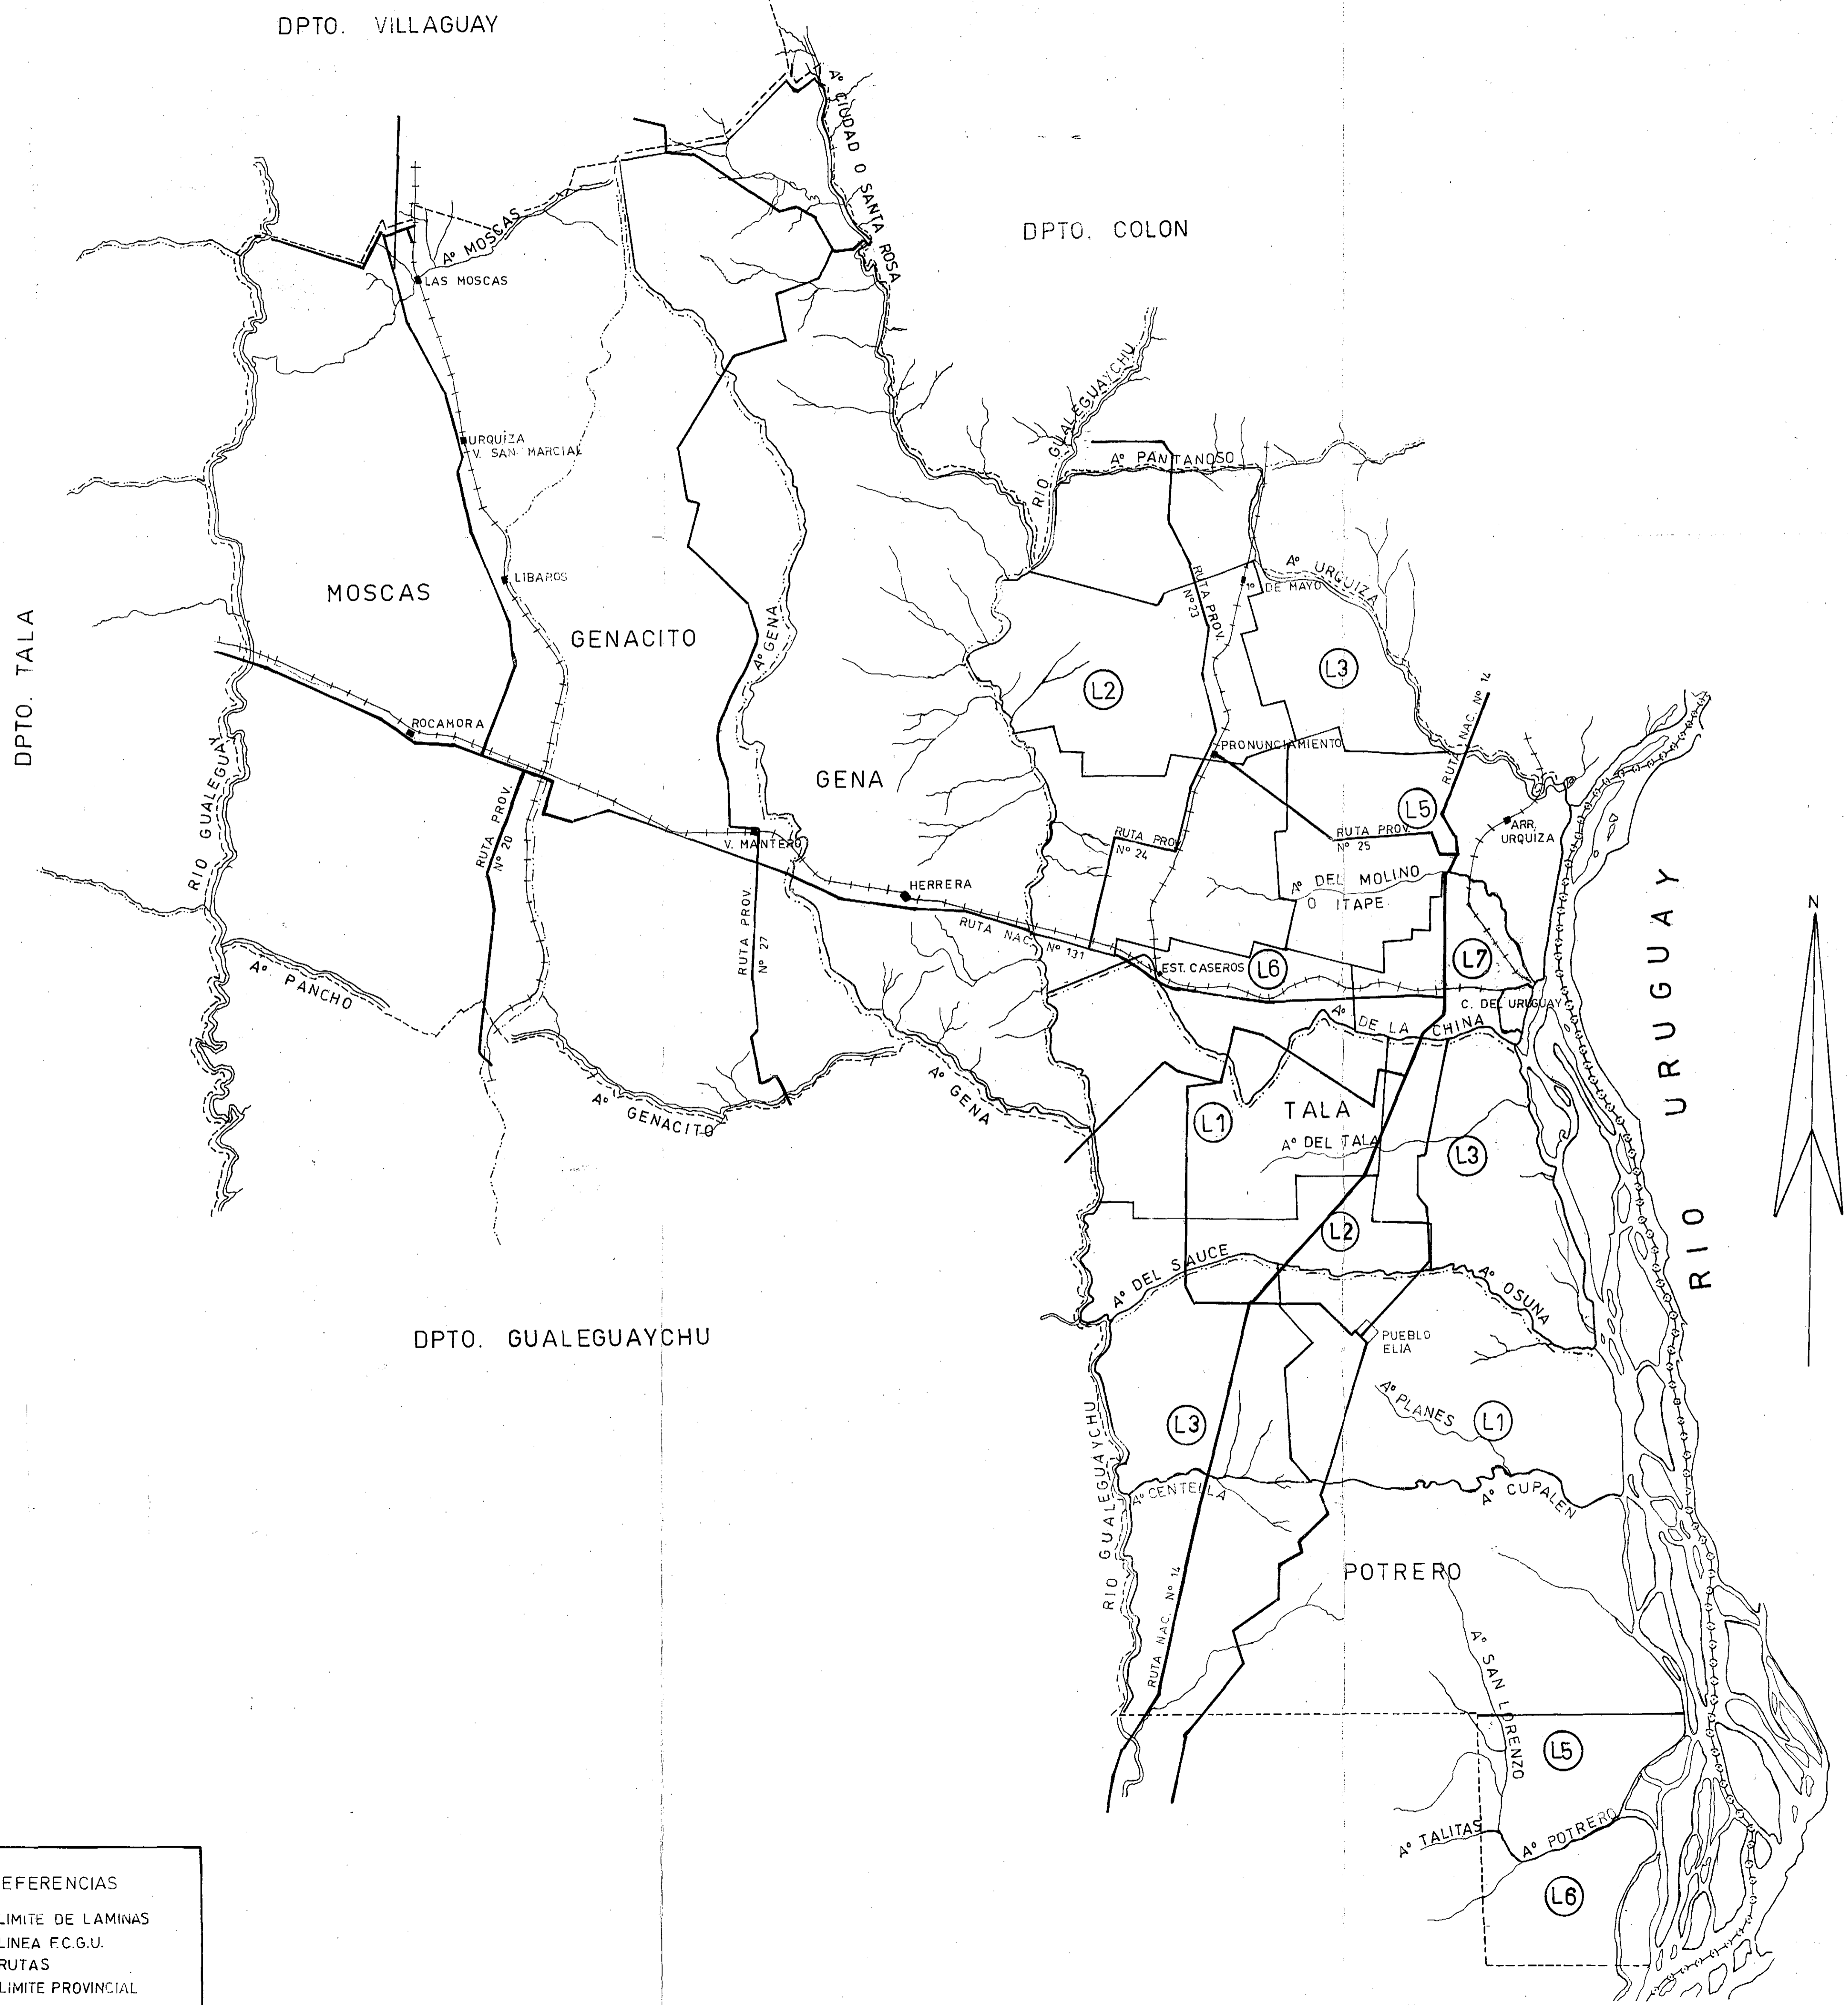 DPTO. VILLAGUAY
Aº CIUDAD O SANTA ROSA
DPTO. COLON
Aº MOSCAS
LAS MOSCAS
RIO GUALEGUAYCHU
URQUIZA
V. SAN MARCIAL
Aº PANTANOSO
LIBAROS
MOSCAS
GENACITO
Aº GENA
RUTA PROV.
Nº 23
1º DE MAYO
Aº URQUIZA
DPTO. TALA
L2
L3
RUTA NAC. Nº 14
ROCAMORA
PRONUNCIAMIENTO
GENA
L5
RIO GUALEGUAY
RUTA PROV.
Nº 20
V. MANTERO
RUTA PROV.
Nº 24
RUTA PROV.
Nº 25
ARR.
URQUIZA
HERRERA
Aº DEL MOLINO
O ITAPE
RUTA NAC. Nº 131
RUTA PROV.
Nº 27
EST. CASEROS
L6
L7
C. DEL URUGUAY
Aº PANCHO
Aº DE LA CHINA
RIO URUGUAY
N
Aº GENACITO
Aº GENA
L1
TALA
Aº DEL TALA
L3
L2
Aº DEL SAUCE
Aº OSUNA
DPTO. GUALEGUAYCHU
PUEBLO
ELIA
Aº PLANES
L3
L1
RIO GUALEGUAYCHU
Aº CENTELLA
Aº CUPALEN
POTRERO
RUTA NAC. Nº 14
Aº SAN LORENZO
L5
Aº TALITAS
Aº POTRERO
L6
EFERENCIAS
LIMITE DE LAMINAS
LINEA F.C.G.U.
RUTAS
LIMITE PROVINCIAL